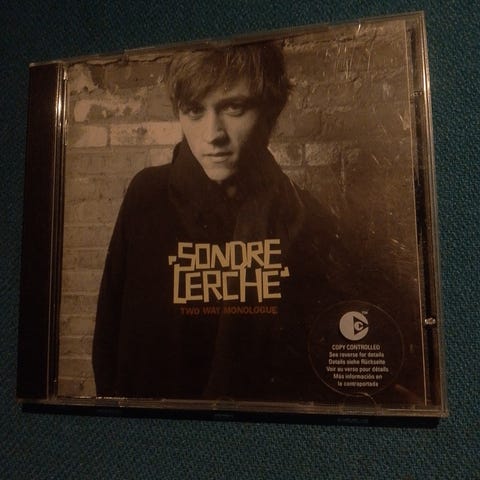 "SONDRE
LERCHE"
TWO WAY MONOLOGUE
COPY CONTROLLED
See reverse for details
Details siehe Rückseite
Voir au verso pour détails
Más información en
la contraportada